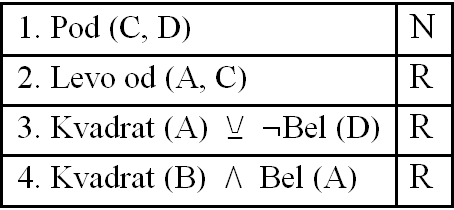 1. Pod (C, D) N
2. Levo od (A, C) R
3. Kvadrat (A) ⊻ ¬Bel (D) R
4. Kvadrat (B) ∧ Bel (A) R